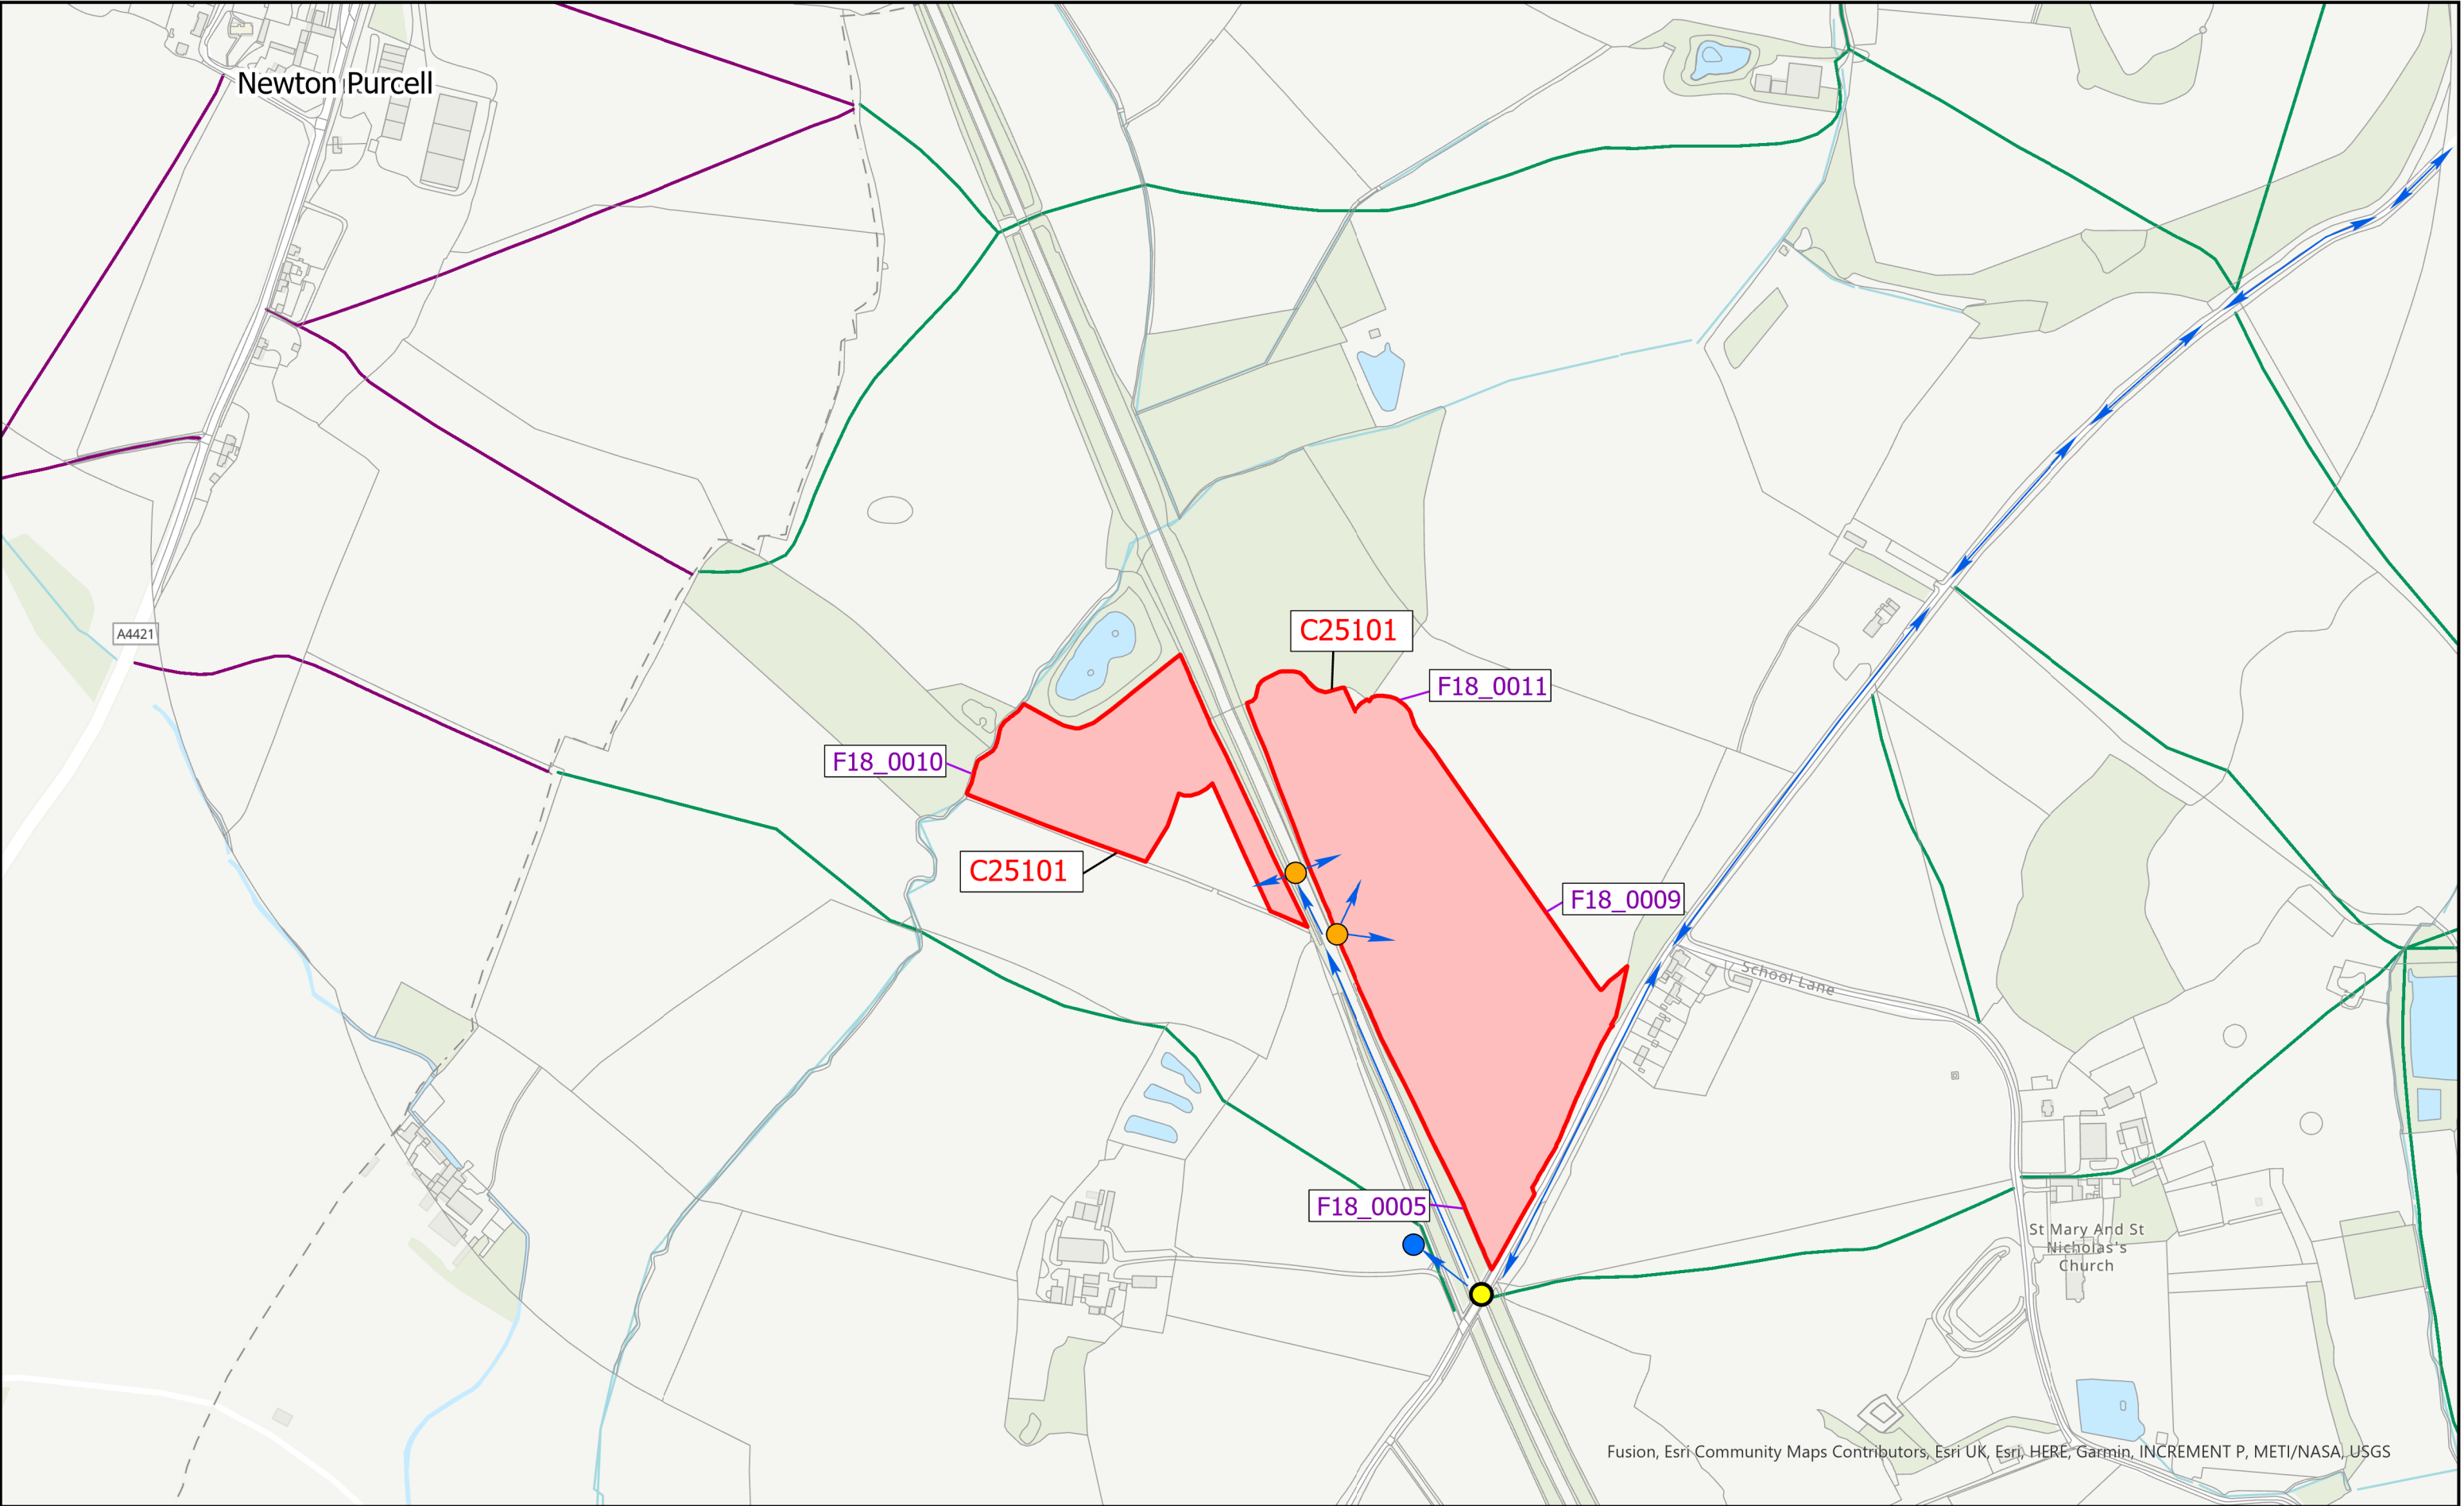 Newton Purcell
C25101
A4421
F18_0011
F18_0010
C25101
F18_0009
School Lane
F18_0005
St Mary And St
Nicholas's
Church
Fusion, Esri Community Maps Contributors, Esri UK, Esri, HERE, Garmin, INCREMENT P, METI/NASA, USGS